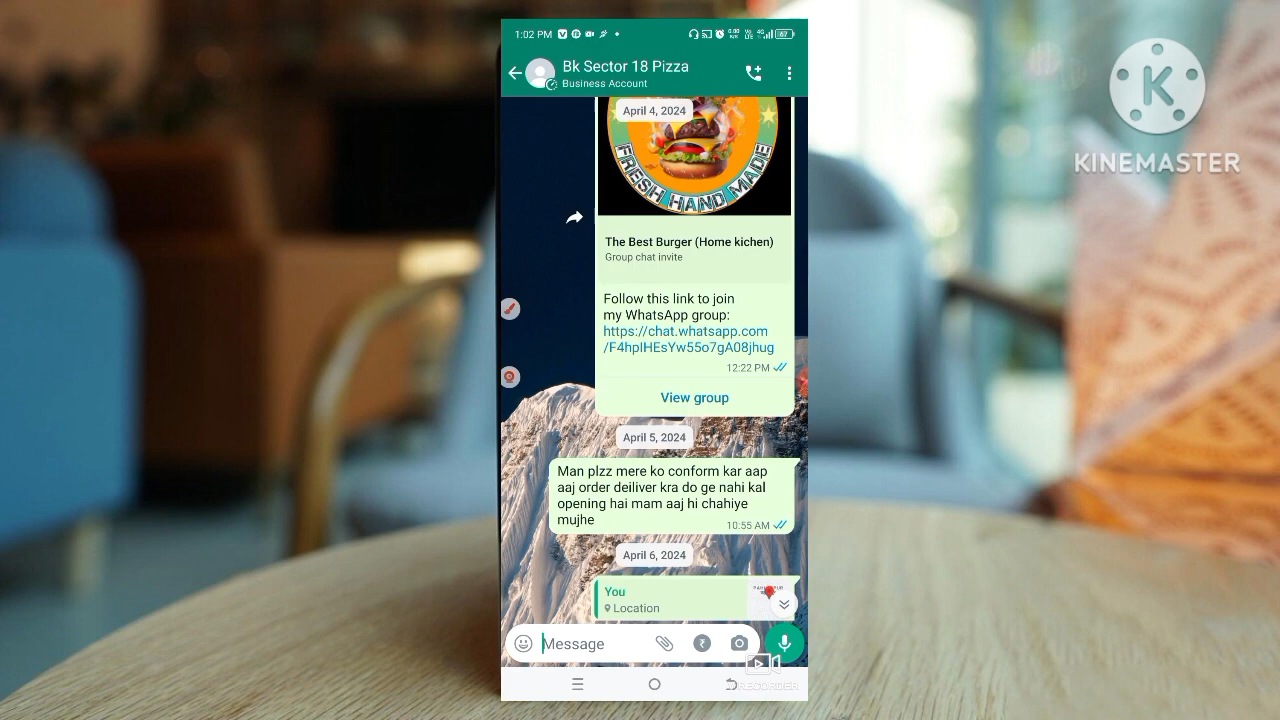 1:02 PM
67
Bk Sector 18 Pizza
Business Account
KINEMASTER
April 4, 2024
FRESH HAND MADE
The Best Burger (Home kichen)
Group chat invite
Follow this link to join
my WhatsApp group:
https://chat.whatsapp.com
/F4hpIHEsYw55o7gA08jhug
12:22 PM
View group
April 5, 2024
Man plzz mere ko conform kar aap
aaj order deiliver kra do ge nahi kal
opening hai mam aaj hi chahiye
mujhe
10:55 AM
April 6, 2024
You
Location
Message
RECORDER